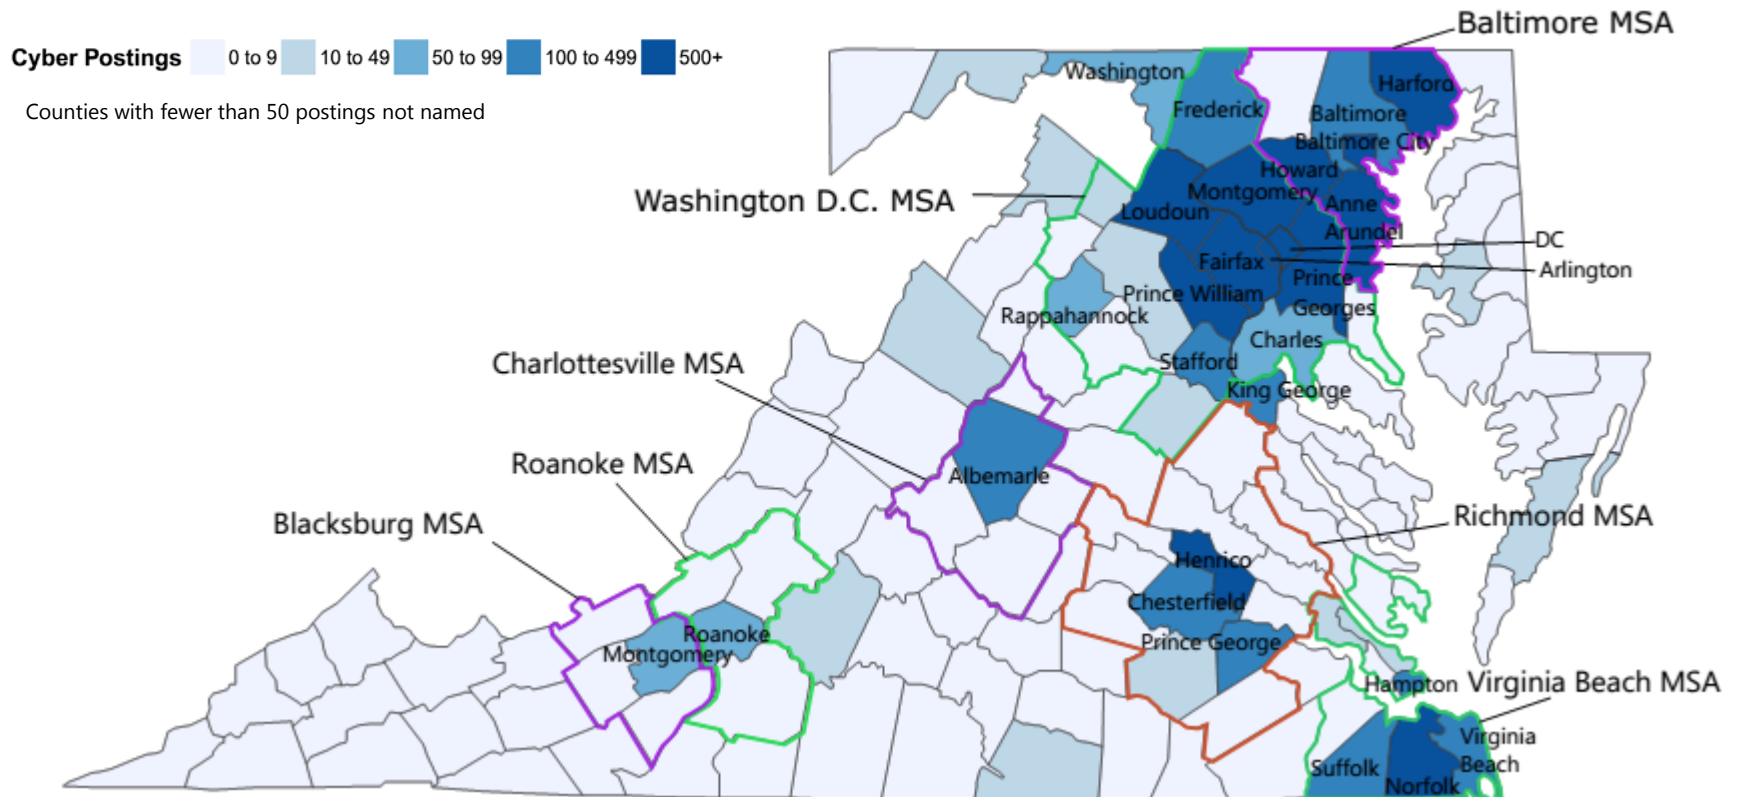 Baltimore MSA
Cyber Postings 0 to 9 10 to 49 50 to 99 100 to 499 500+
Counties with fewer than 50 postings not named
Washington
Harford
Frederick
Baltimore
Baltimore City
Howard
Washington D.C. MSA
Montgomery
Loudoun
Anne
Arundel
DC
Fairfax
Arlington
Prince
Georges
Prince William
Rappahannock
Charles
Charlottesville MSA
Stafford
King George
Roanoke MSA
Albemarle
Blacksburg MSA
Richmond MSA
Henrico
Chesterfield
Roanoke
Montgomery
Prince George
Hampton
Virginia Beach MSA
Virginia
Beach
Suffolk
Norfolk